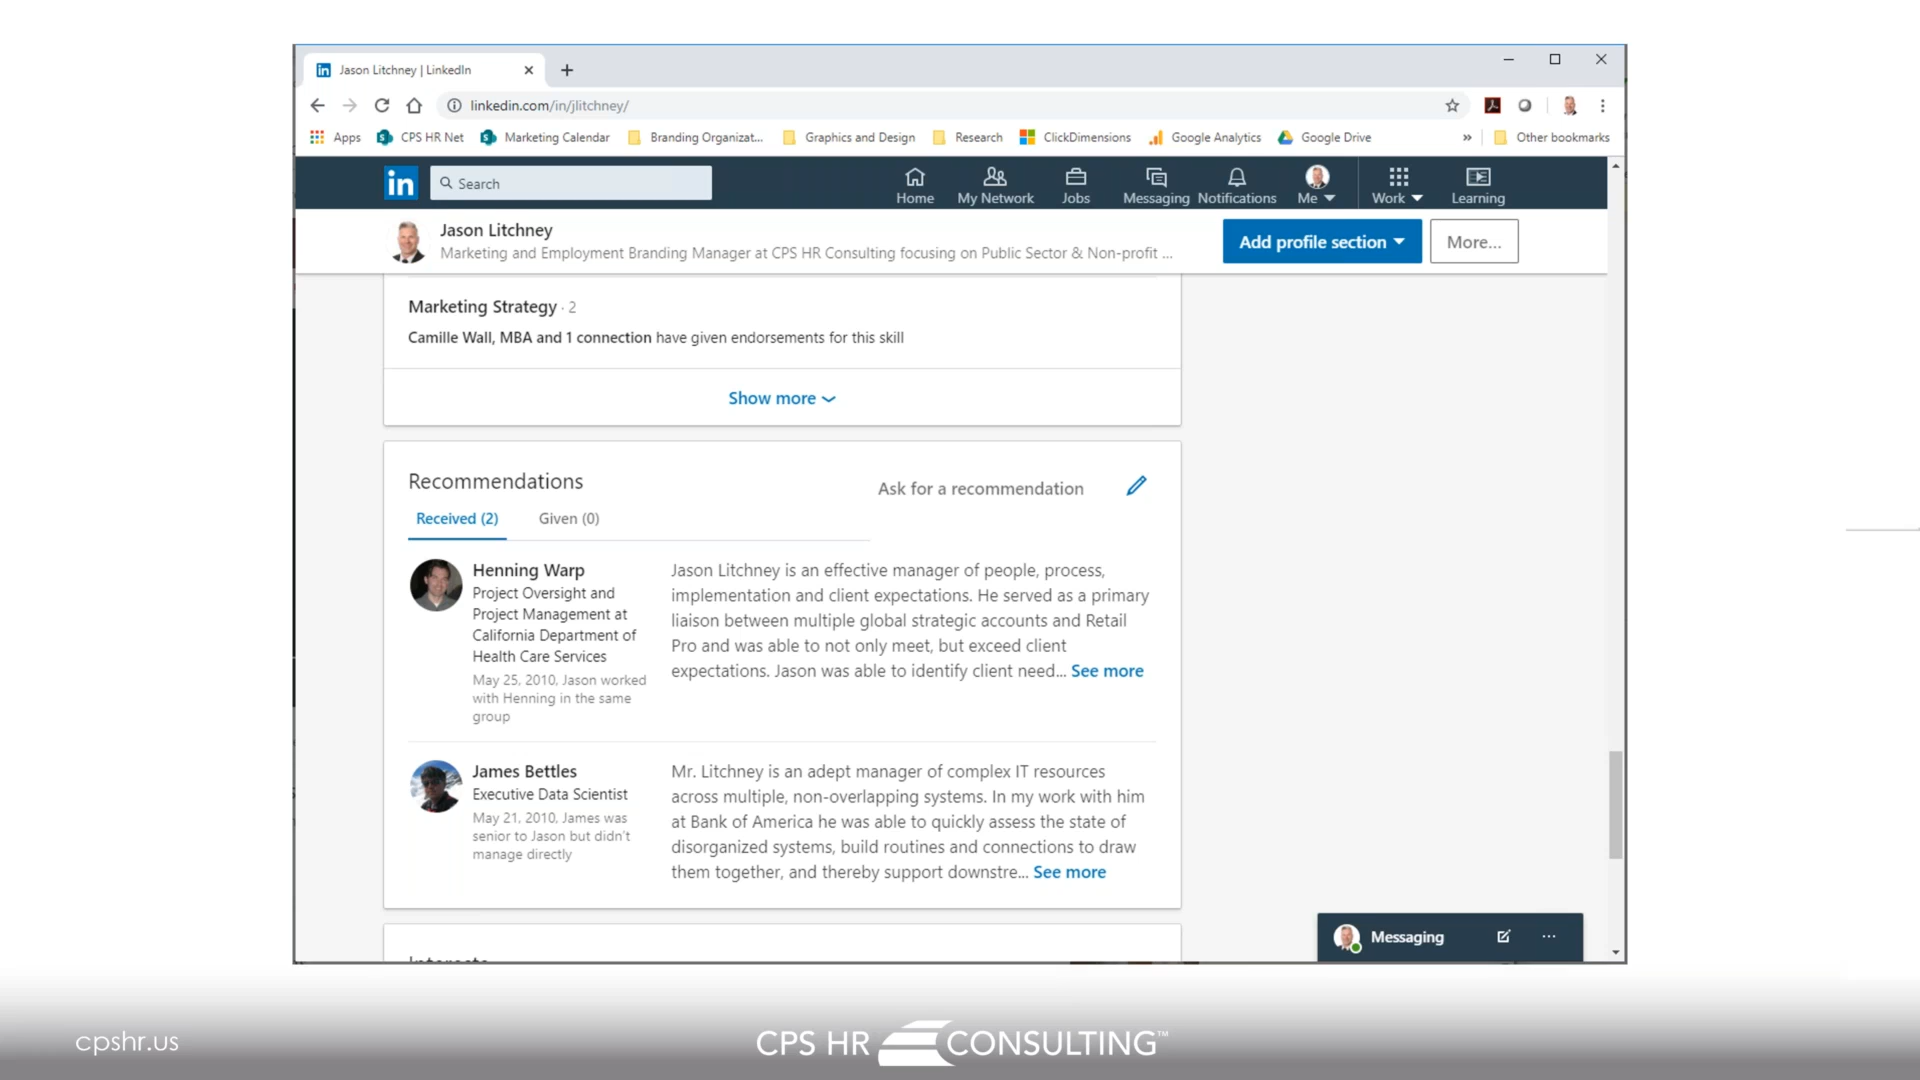 Jason Litchney | LinkedIn
linkedin.com/in/jlitchney/
Apps CPS HR Net Marketing Calendar Branding Organizat... Graphics and Design Research ClickDimensions Google Analytics Google Drive » Other bookmarks
in Search Home My Network Jobs Messaging Notifications Me Work Learning
Jason Litchney
Marketing and Employment Branding Manager at CPS HR Consulting focusing on Public Sector & Non-profit ...
Add profile section More...
Marketing Strategy · 2
Camille Wall, MBA and 1 connection have given endorsements for this skill
Show more
Recommendations
Ask for a recommendation
Received (2) Given (0)
Henning Warp
Project Oversight and
Project Management at
California Department of
Health Care Services
May 25, 2010, Jason worked
with Henning in the same
group
Jason Litchney is an effective manager of people, process,
implementation and client expectations. He served as a primary
liaison between multiple global strategic accounts and Retail
Pro and was able to not only meet, but exceed client
expectations. Jason was able to identify client need... See more
James Bettles
Executive Data Scientist
May 21, 2010, James was
senior to Jason but didn't
manage directly
Mr. Litchney is an adept manager of complex IT resources
across multiple, non-overlapping systems. In my work with him
at Bank of America he was able to quickly assess the state of
disorganized systems, build routines and connections to draw
them together, and thereby support downstre... See more
Interests
Messaging
cpshr.us
CPS HR CONSULTING™